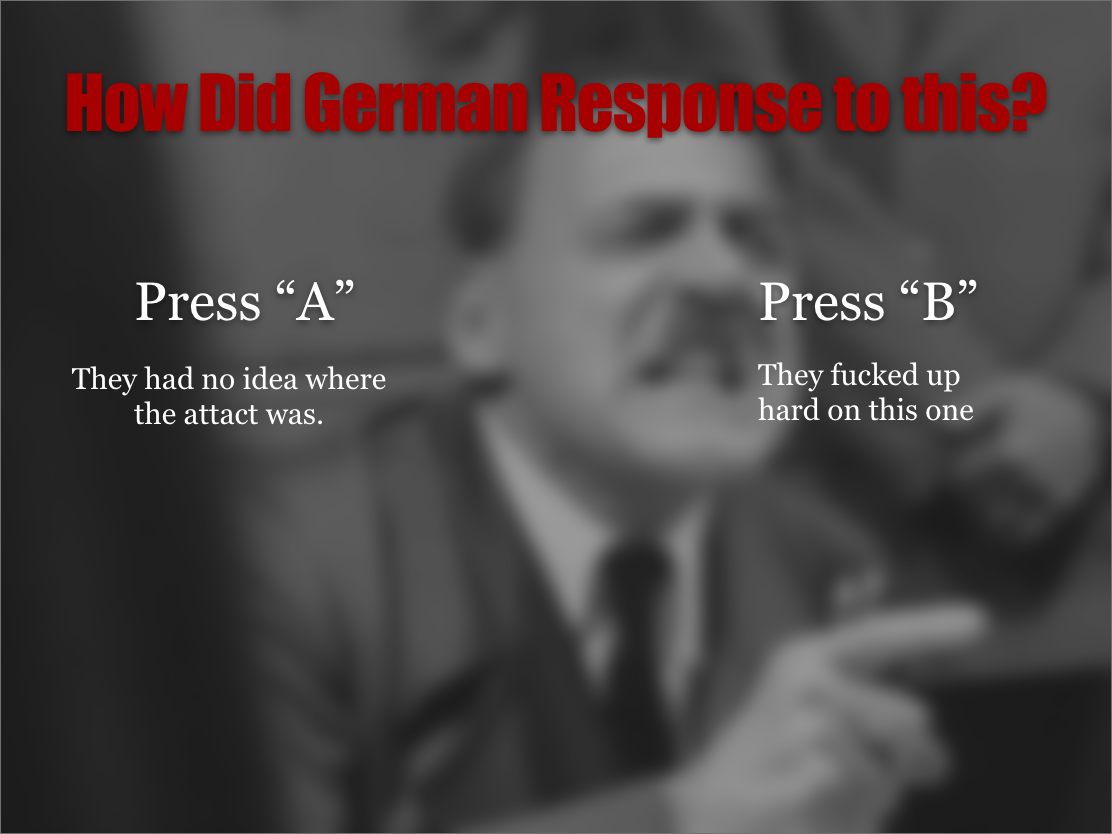 How Did German Response to this?
Press “A”
They had no idea where
the attact was.
Press “B”
They fucked up
hard on this one